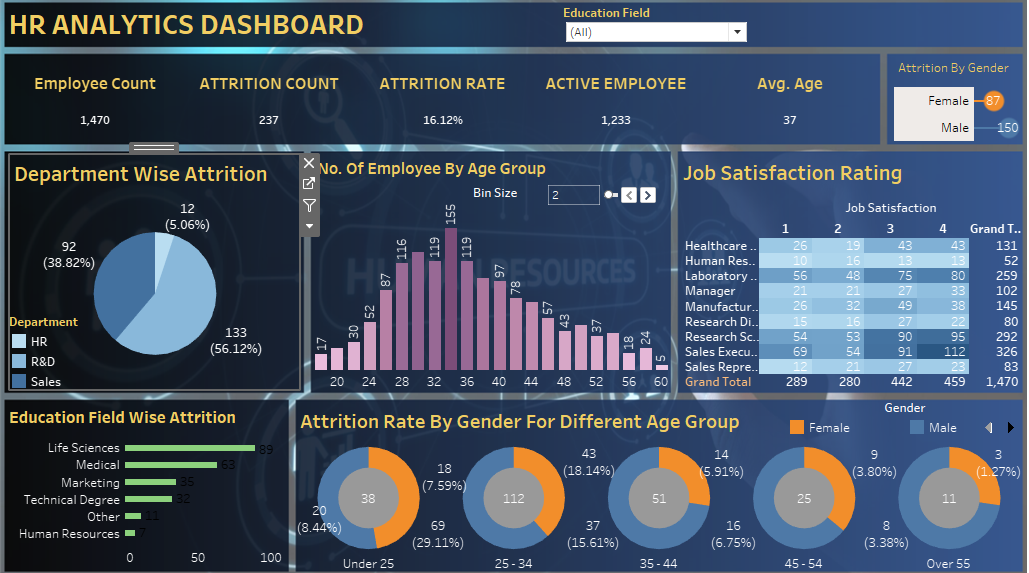 HR ANALYTICS DASHBOARD
Education Field
(All)
Employee Count
1,470
ATTRITION COUNT
237
ATTRITION RATE
16.12%
ACTIVE EMPLOYEE
1,233
Avg. Age
37
Attrition By Gender
Female 87
Male 150
Department Wise Attrition
12
(5.06%)
92
(38.82%)
133
(56.12%)
Department
HR
R&D
Sales
No. Of Employee By Age Group
Bin Size
2
17 30 52 87 116 119 155 119 97 78 57 43 37 18 24 5
20 24 28 32 36 40 44 48 52 56 60
Job Satisfaction Rating
Job Satisfaction
1 2 3 4 Grand T..
Healthcare .. 26 19 43 43 131
Human Res.. 10 16 13 13 52
Laboratory .. 56 48 75 80 259
Manager 21 21 27 33 102
Manufactur.. 26 32 49 38 145
Research Di.. 15 16 27 22 80
Research Sc.. 54 53 90 95 292
Sales Execu.. 69 54 91 112 326
Sales Repre.. 12 21 27 23 83
Grand Total 289 280 442 459 1,470
Education Field Wise Attrition
Life Sciences 89
Medical 63
Marketing 35
Technical Degree 32
Other 11
Human Resources 7
0 50 100
Attrition Rate By Gender For Different Age Group
Gender
Female
Male
38
18
(7.59%)
20
(8.44%)
Under 25
112
43
(18.14%)
69
(29.11%)
25 - 34
51
14
(5.91%)
37
(15.61%)
35 - 44
25
9
(3.80%)
16
(6.75%)
45 - 54
11
3
(1.27%)
8
(3.38%)
Over 55